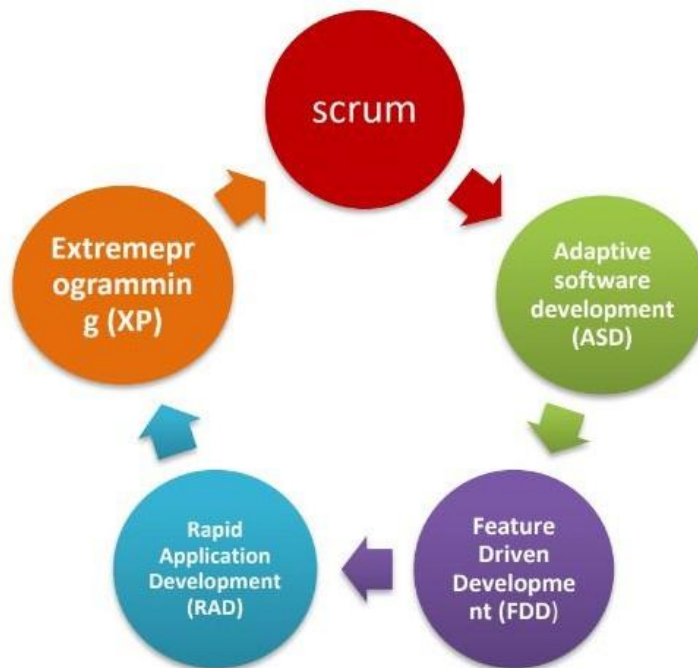 scrum
Adaptive
software
development
(ASD)
Feature
Driven
Developme
nt (FDD)
Rapid
Application
Development
(RAD)
Extremepr
ogrammin
g (XP)